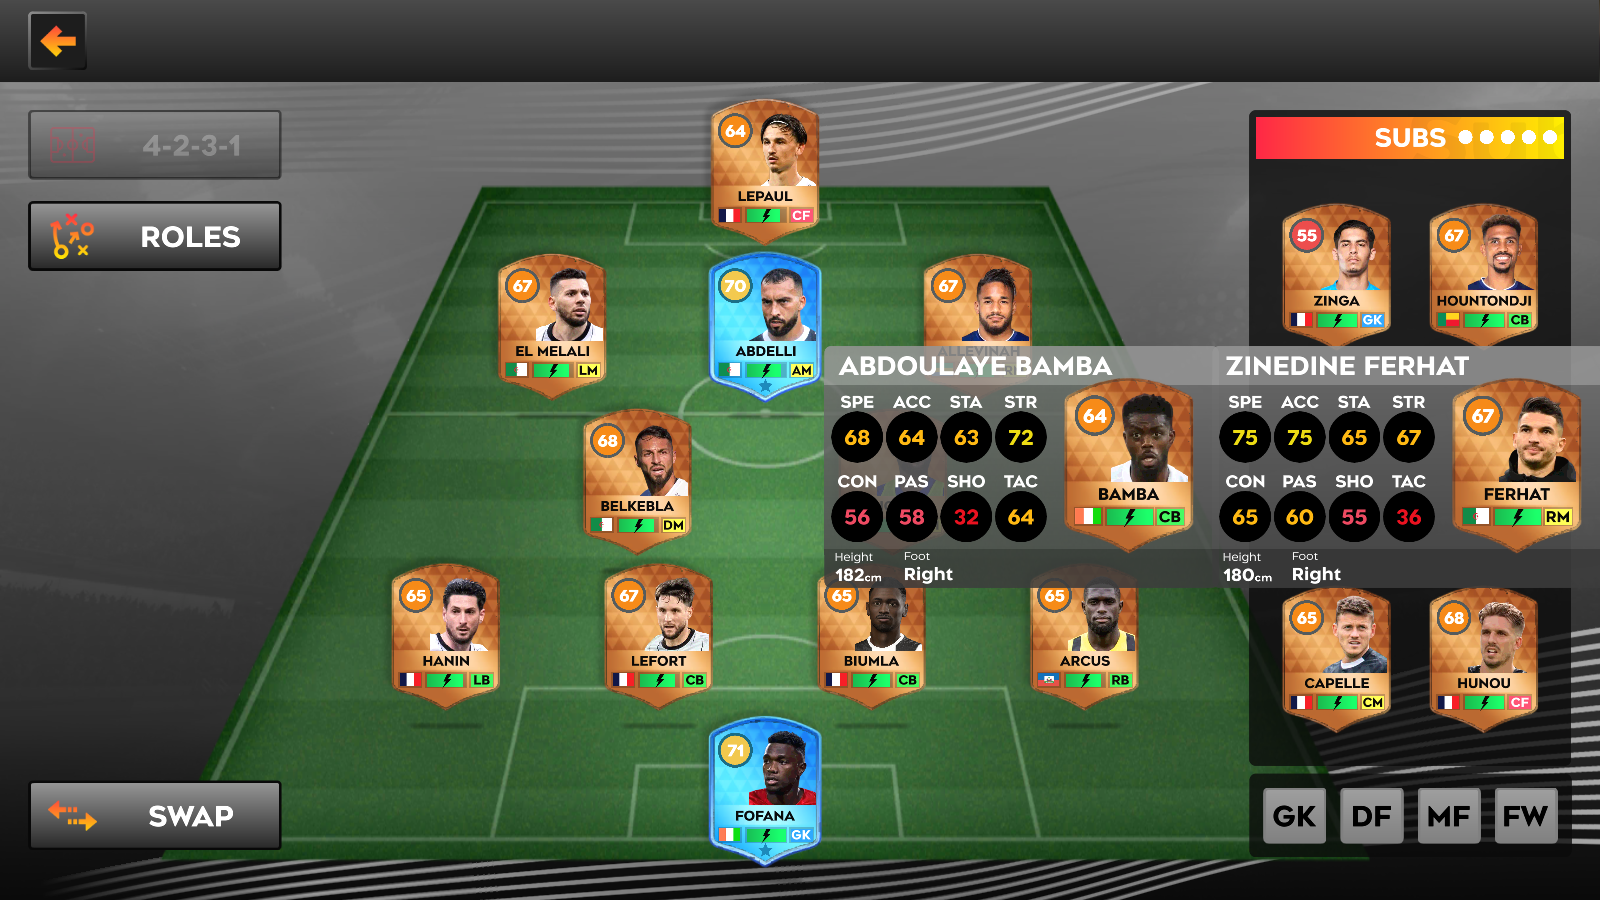 4-2-3-1
ROLES
SWAP
64
LEPAUL
CF
67
EL MELALI
LM
70
ABDELLI
AM
67
ALLEVINAH
68
BELKEBLA
DM
65
HANIN
LB
67
LEFORT
CB
65
BIUMLA
CB
65
ARCUS
RB
71
FOFANA
GK
SUBS
55
ZINGA
GK
67
HOUNTONDJI
CB
ABDOULAYE BAMBA
SPE ACC STA STR
68 64 63 72
CON PAS SHO TAC
56 58 32 64
Height Foot
182cm Right
64
BAMBA
CB
ZINEDINE FERHAT
SPE ACC STA STR
75 75 65 67
CON PAS SHO TAC
65 60 55 36
Height Foot
180cm Right
67
FERHAT
RM
65
CAPELLE
CM
68
HUNOU
CF
GK DF MF FW